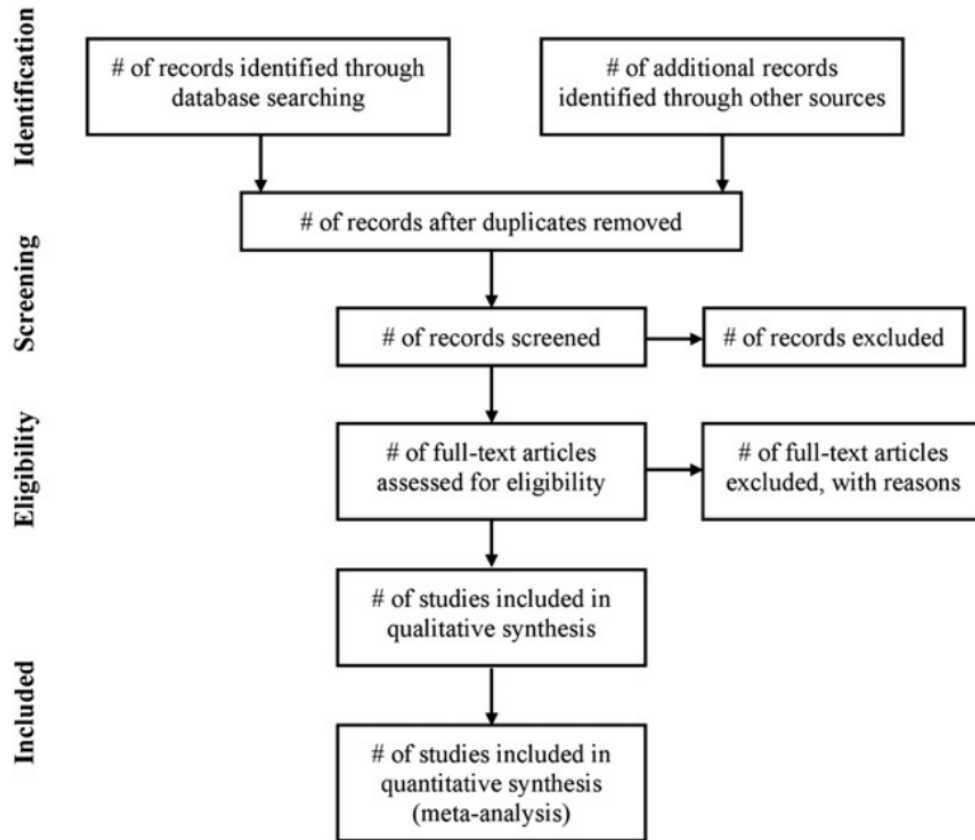 Identification
# of records identified through
database searching
# of additional records
identified through other sources
# of records after duplicates removed
Screening
# of records screened
# of records excluded
Eligibility
# of full-text articles
assessed for eligibility
# of full-text articles
excluded, with reasons
Included
# of studies included in
qualitative synthesis
# of studies included in
quantitative synthesis
(meta-analysis)